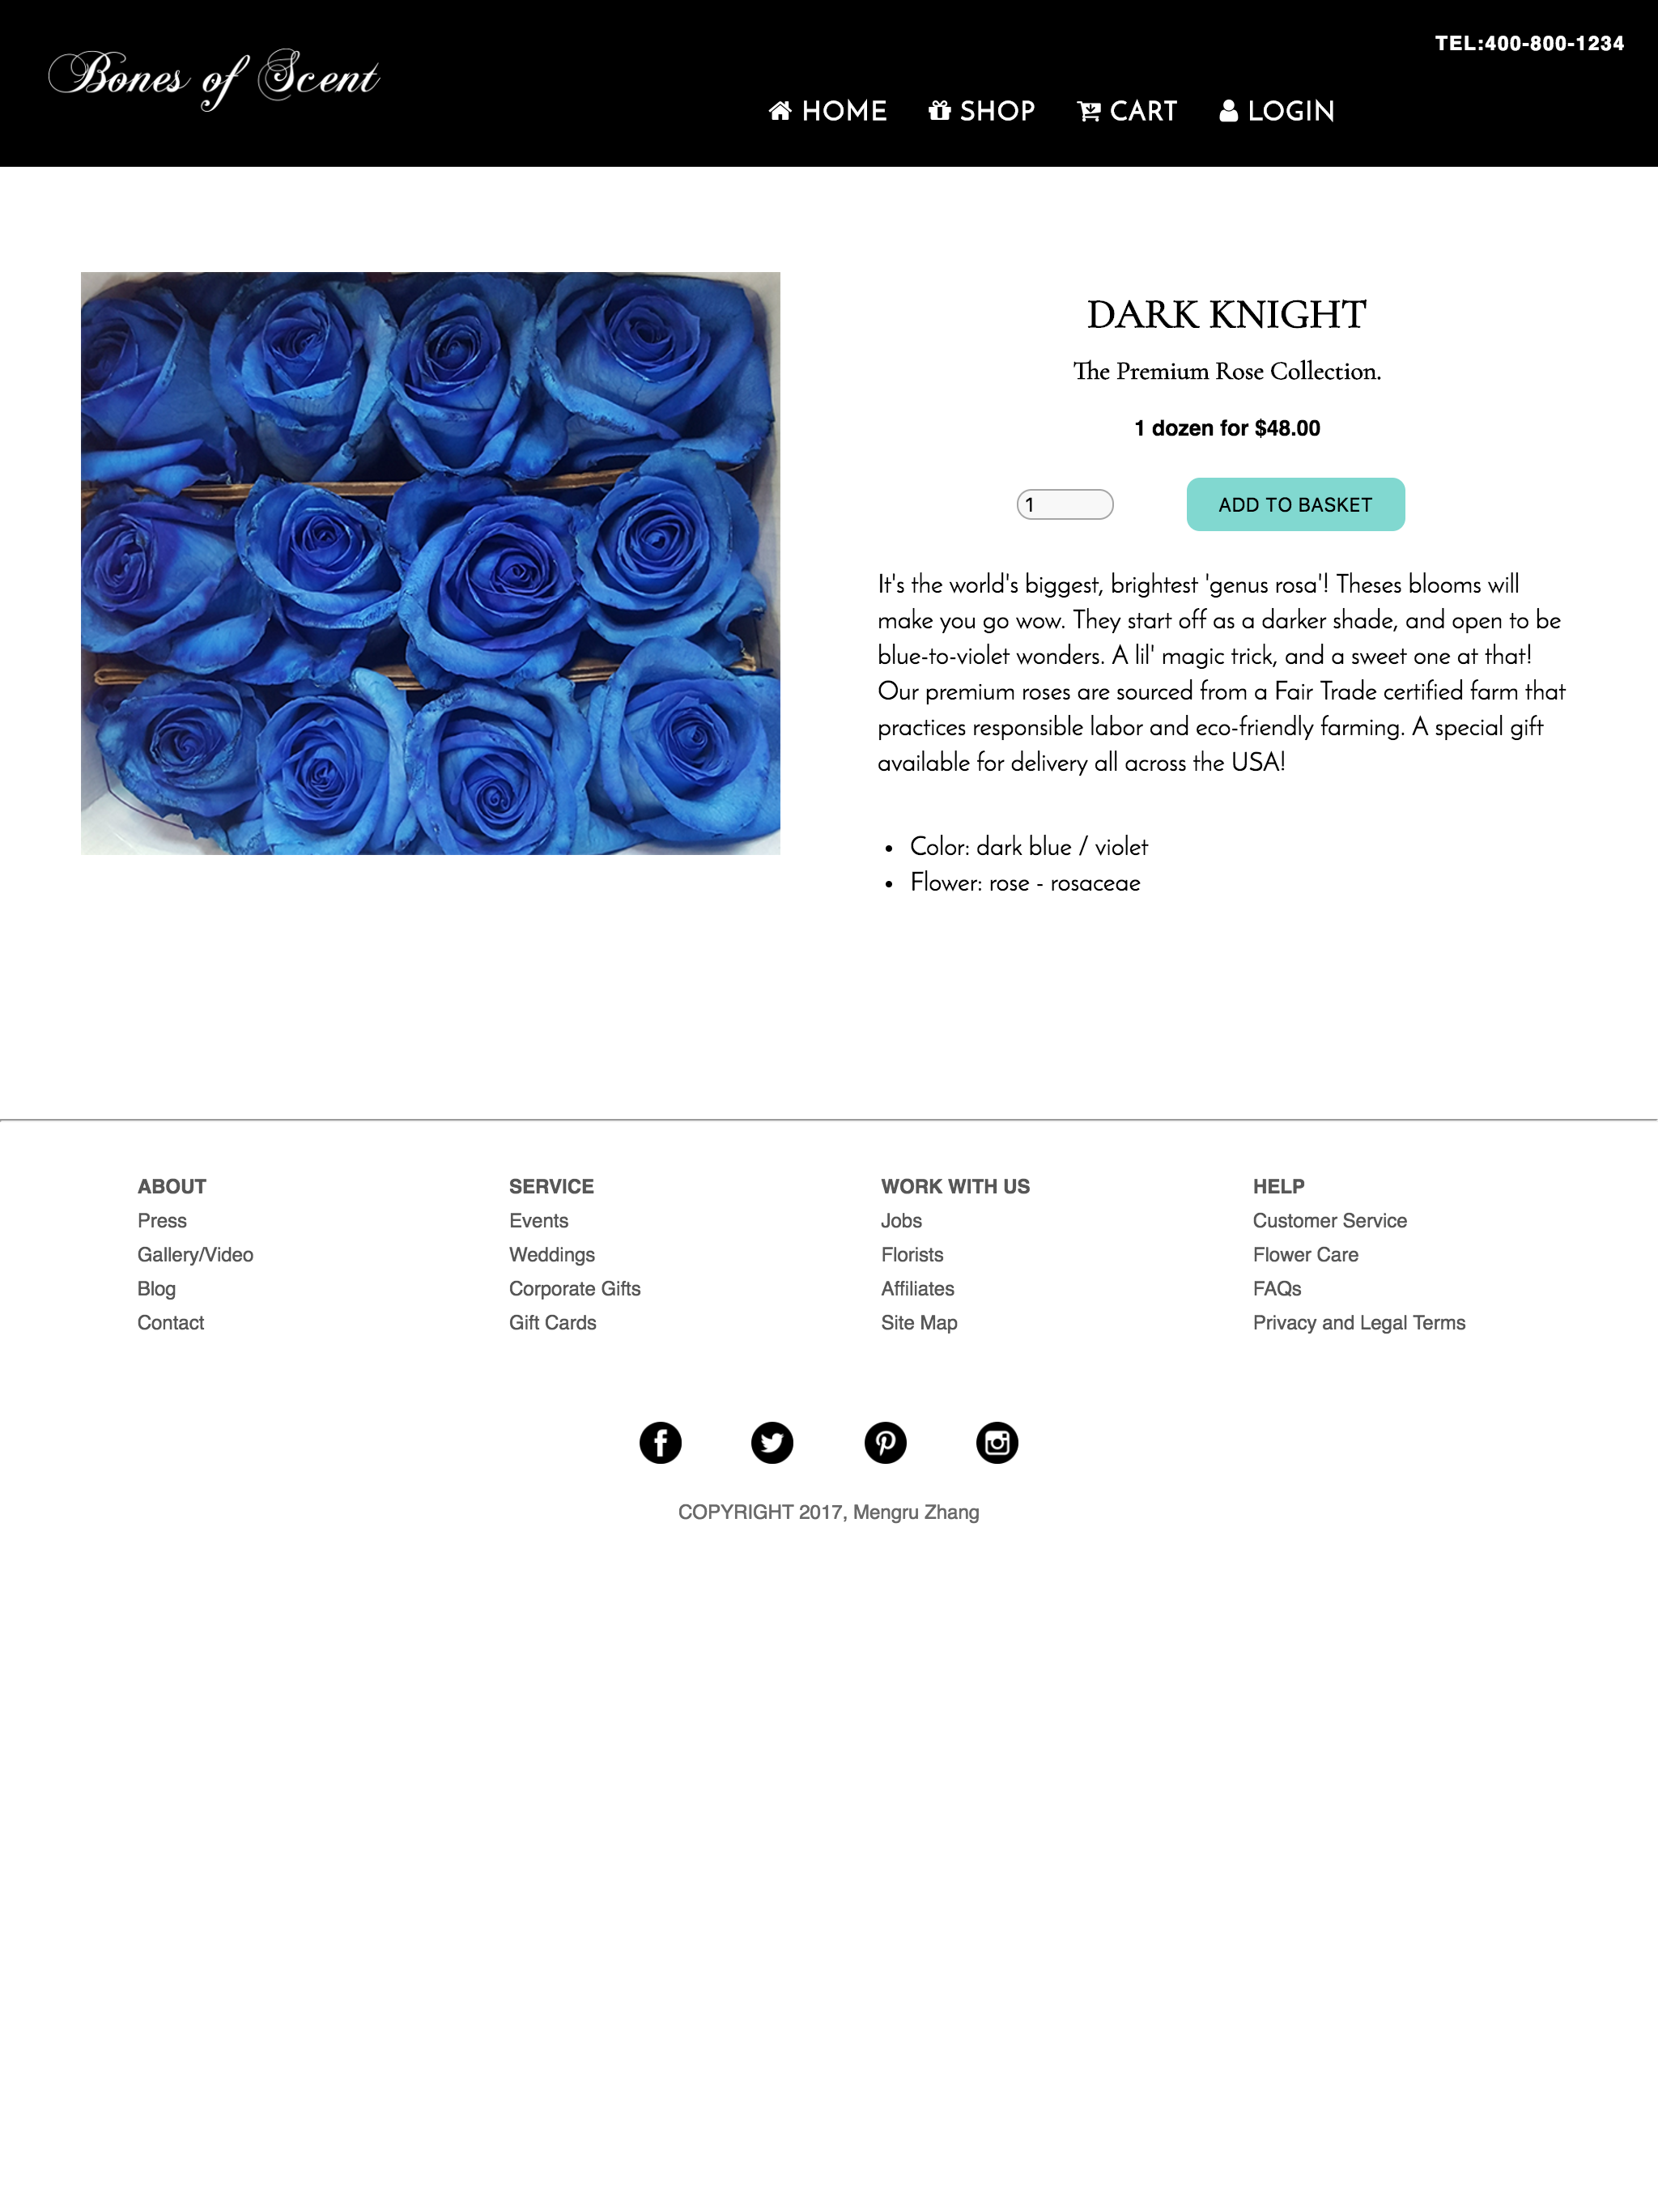 Bones of Scent
TEL:400-800-1234
HOME SHOP CART LOGIN
DARK KNIGHT
The Premium Rose Collection.
1 dozen for $48.00
1 ADD TO BASKET
It's the world's biggest, brightest 'genus rosa'! Theses blooms will
make you go wow. They start off as a darker shade, and open to be
blue-to-violet wonders. A lil' magic trick, and a sweet one at that!
Our premium roses are sourced from a Fair Trade certified farm that
practices responsible labor and eco-friendly farming. A special gift
available for delivery all across the USA!
• Color: dark blue / violet
• Flower: rose - rosaceae
ABOUT
Press
Gallery/Video
Blog
Contact
SERVICE
Events
Weddings
Corporate Gifts
Gift Cards
WORK WITH US
Jobs
Florists
Affiliates
Site Map
HELP
Customer Service
Flower Care
FAQs
Privacy and Legal Terms
COPYRIGHT 2017, Mengru Zhang